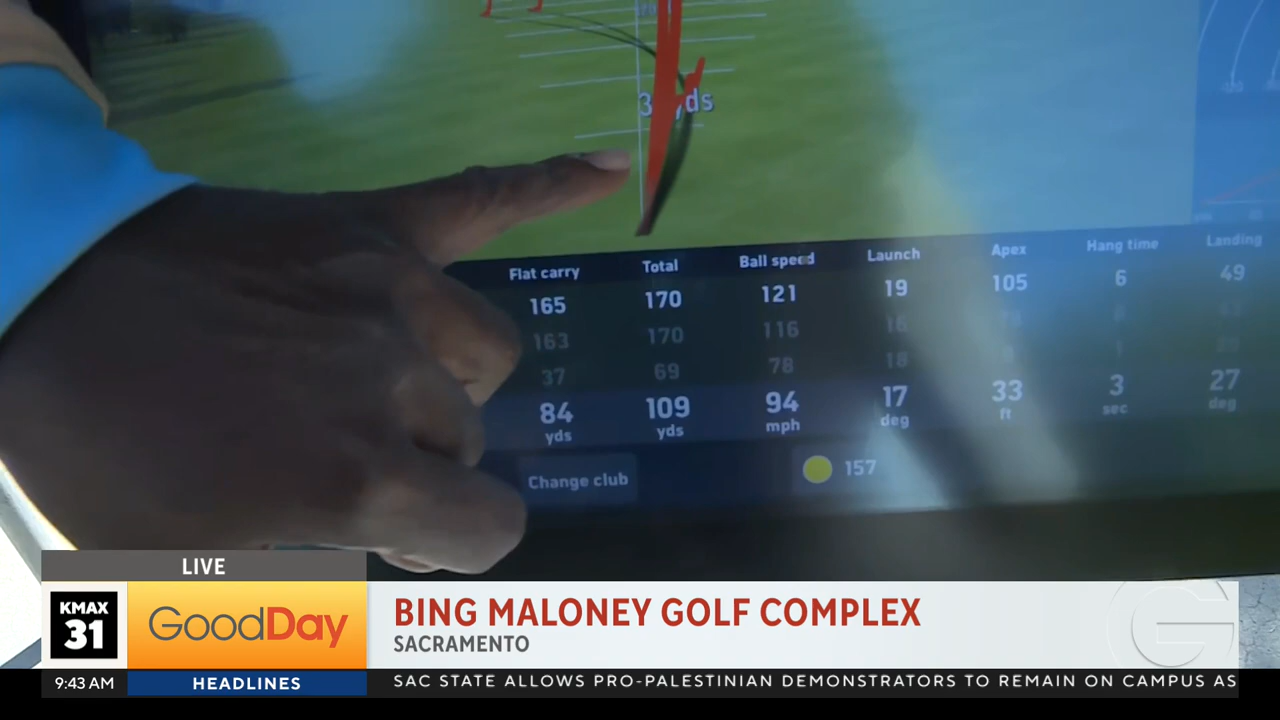 yds
Flat carry Total Ball speed Launch Apex Hang time Landing
165 170 121 19 105 6 49
163 170 116 16
37 69 78 18
84 109 94 17 33 3 27
yds yds mph deg ft sec deg
Change club 157
LIVE
KMAX
31
GoodDay
BING MALONEY GOLF COMPLEX
SACRAMENTO
9:43 AM HEADLINES SAC STATE ALLOWS PRO-PALESTINIAN DEMONSTRATORS TO REMAIN ON CAMPUS AS